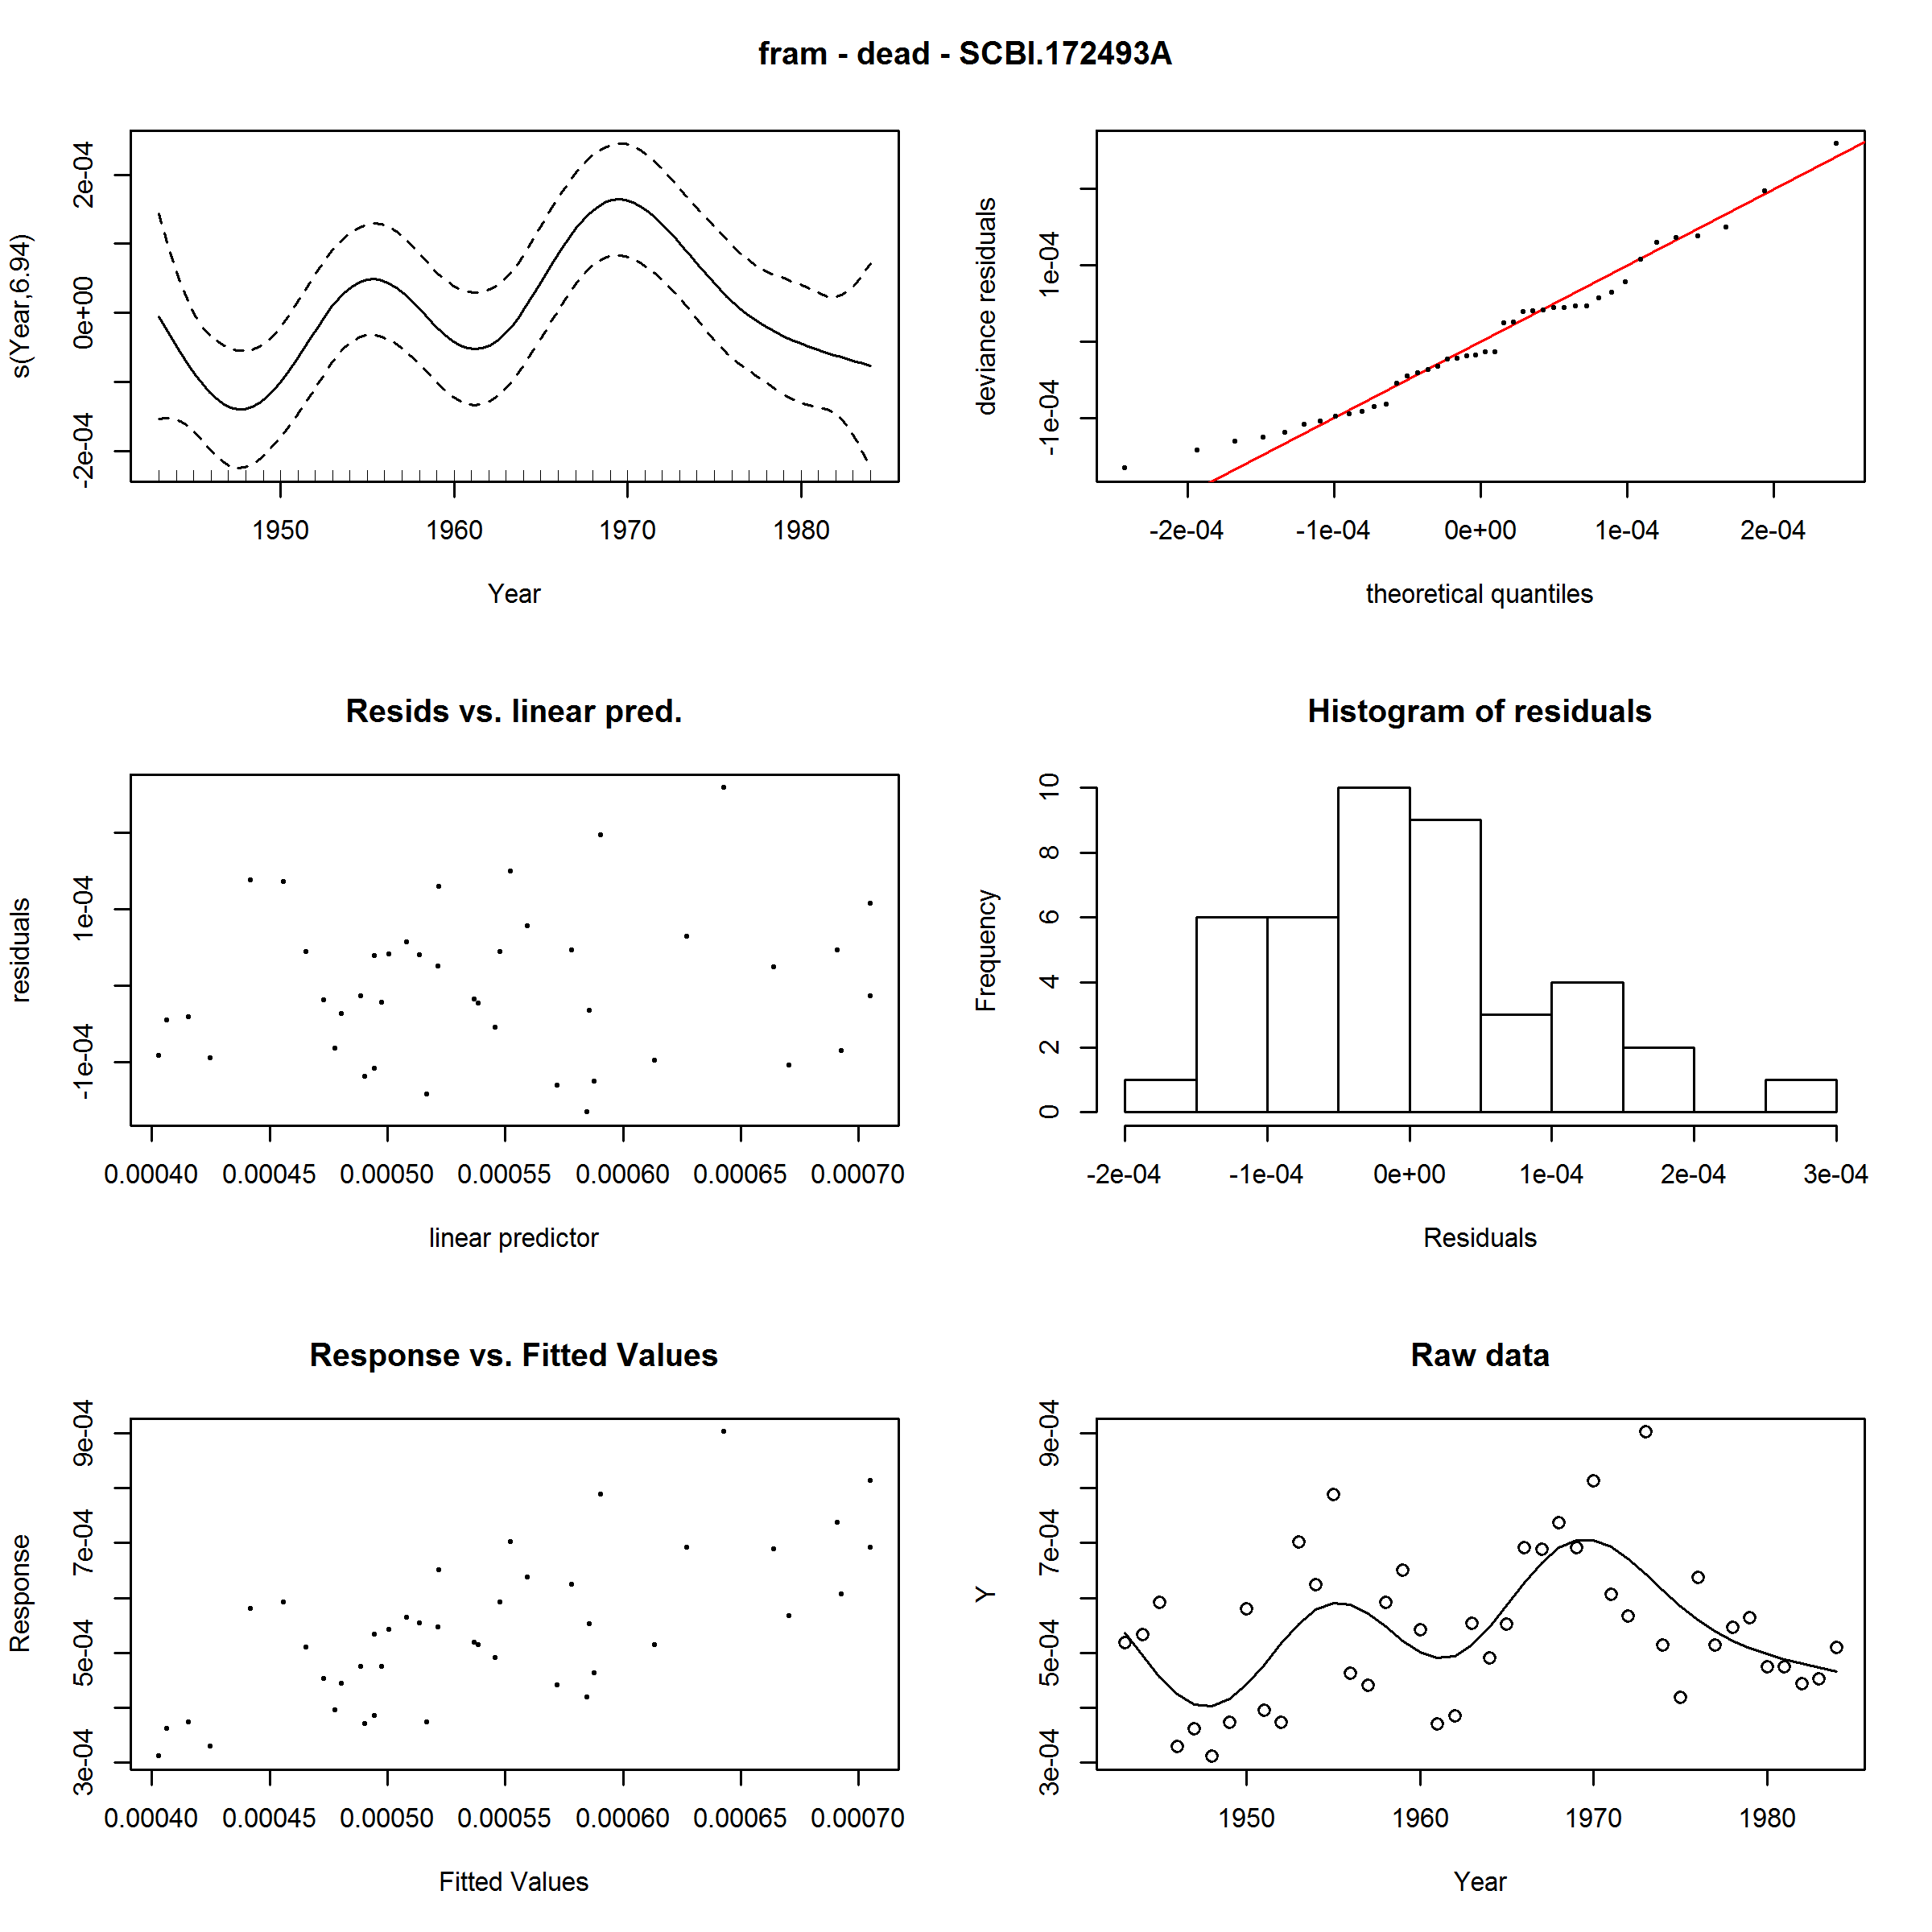 fram - dead - SCBI.172493A
s(Year,6.94)
2e-04
0e+00
-2e-04
1950 1960 1970 1980
Year
deviance residuals
1e-04
-1e-04
-2e-04 -1e-04 0e+00 1e-04 2e-04
theoretical quantiles
Resids vs. linear pred.
residuals
1e-04
-1e-04
0.00040 0.00045 0.00050 0.00055 0.00060 0.00065 0.00070
linear predictor
Histogram of residuals
Frequency
10
8
6
4
2
0
-2e-04 -1e-04 0e+00 1e-04 2e-04 3e-04
Residuals
Response vs. Fitted Values
Response
9e-04
7e-04
5e-04
3e-04
0.00040 0.00045 0.00050 0.00055 0.00060 0.00065 0.00070
Fitted Values
Raw data
Y
9e-04
7e-04
5e-04
3e-04
1950 1960 1970 1980
Year